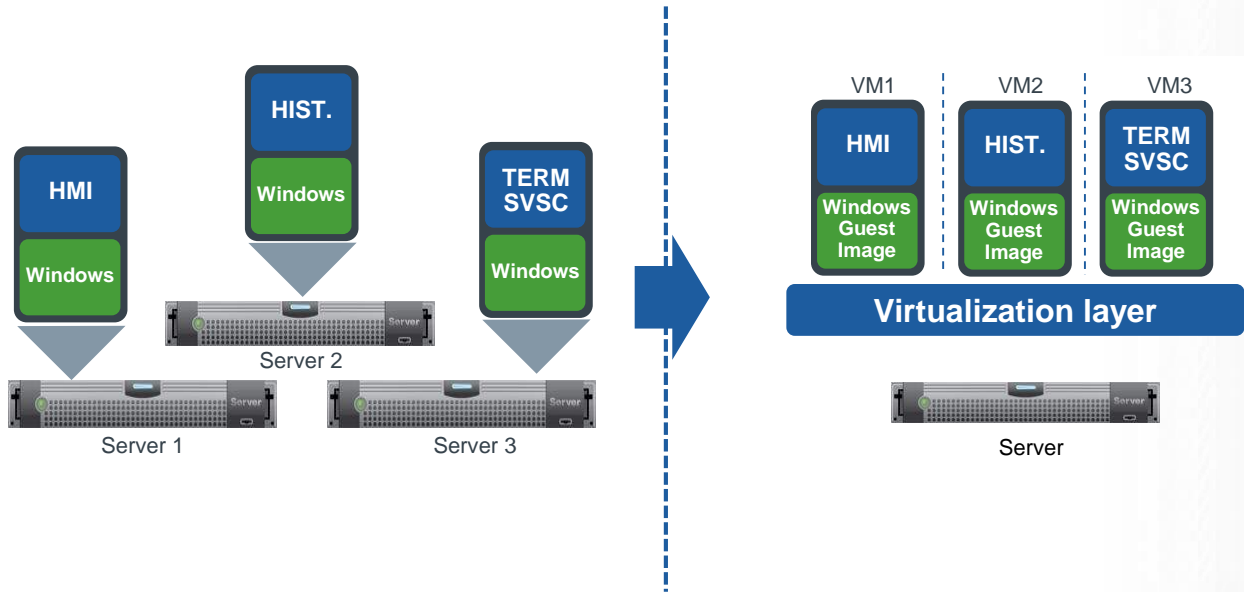 HIST.
Windows
Server
Server 2
HMI
Windows
Server
Server 1
TERM
SVSC
Windows
Server
Server 3
VM1
VM2
VM3
HMI
HIST.
TERM
SVSC
Windows
Guest
Image
Windows
Guest
Image
Windows
Guest
Image
Virtualization layer
Server
Server